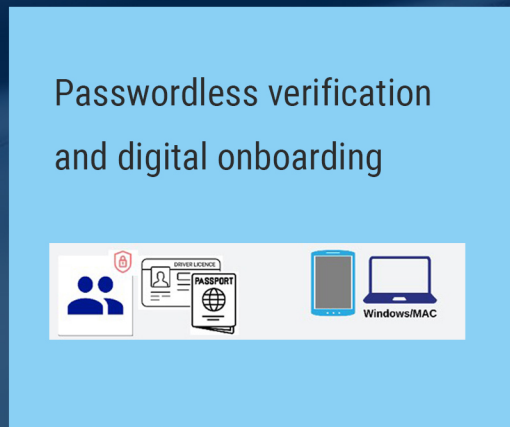 Passwordless verification
and digital onboarding
DRIVER LICENCE
PASSPORT
Windows/MAC